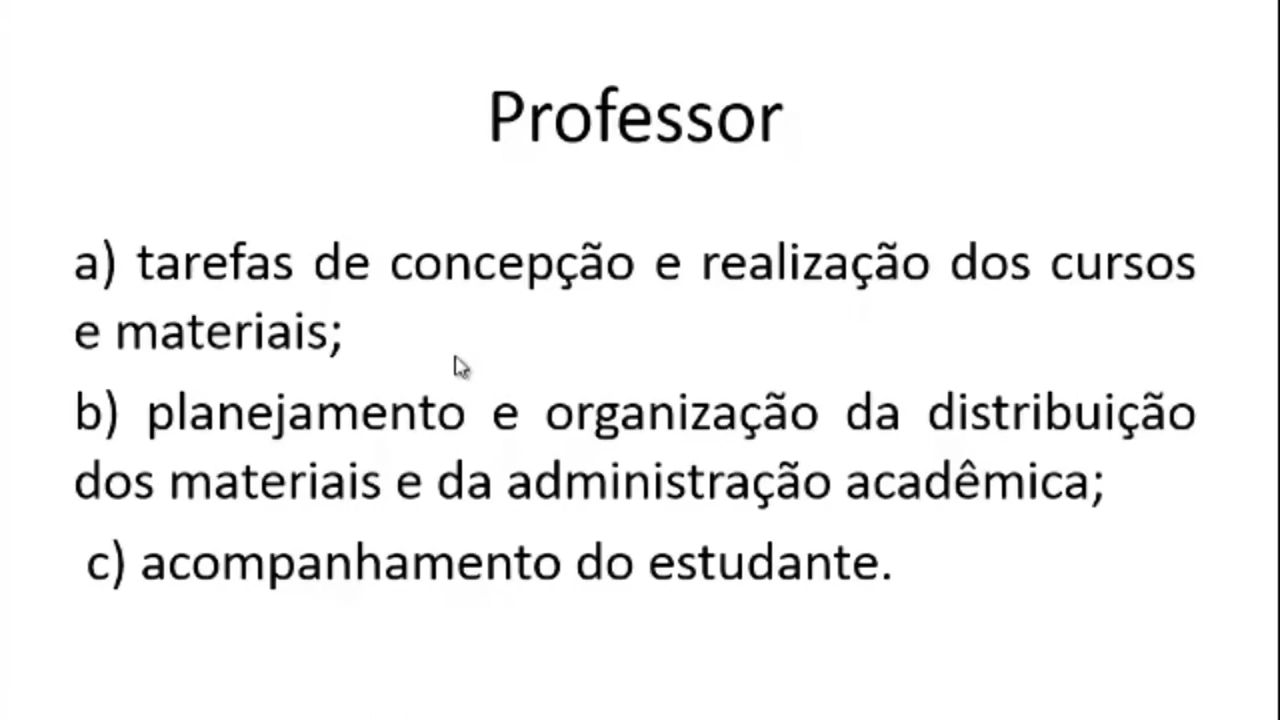 Professor
a) tarefas de concepção e realização dos cursos
e materiais;
b) planejamento e organização da distribuição
dos materiais e da administração acadêmica;
c) acompanhamento do estudante.